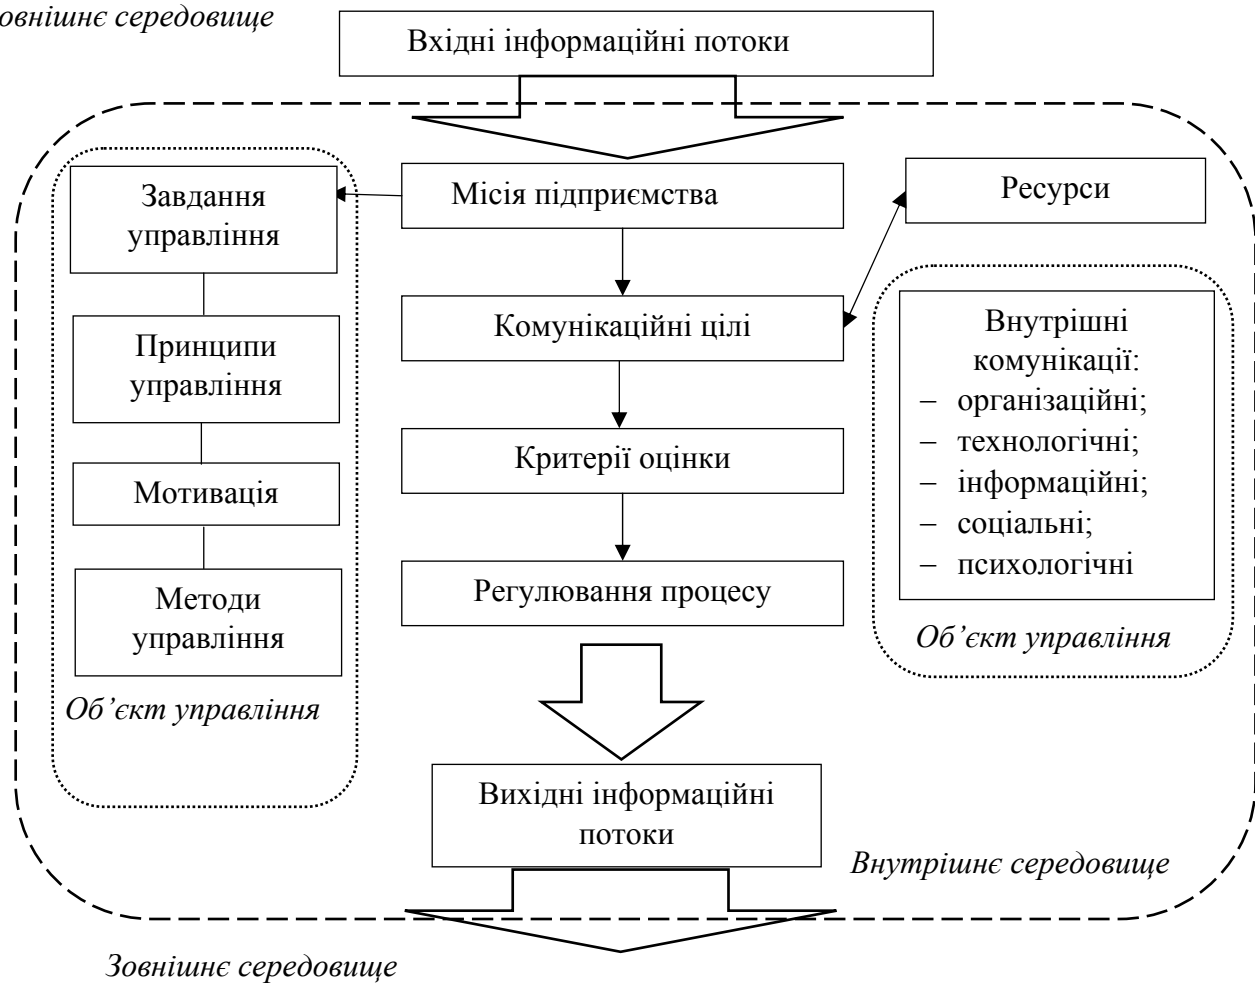 овнішнє середовище
Вхідні інформаційні потоки
Завдання
управління
Принципи
управління
Мотивація
Методи
управління
Об’єкт управління
Місія підприємства
Комунікаційні цілі
Критерії оцінки
Регулювання процесу
Вихідні інформаційні
потоки
Ресурси
Внутрішні
комунікації:
– організаційні;
– технологічні;
– інформаційні;
– соціальні;
– психологічні
Об’єкт управління
Внутрішнє середовище
Зовнішнє середовище